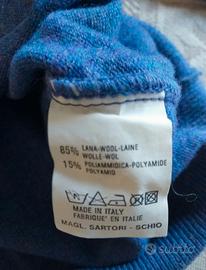 85% LANA-WOOL-LAINE
WOLLE-WOL
15% POLIAMMIDICA-POLYAMIDE
POLYAMID
MADE IN ITALY
FABRIQUE' EN ITALIE
MAGL. SARTORI - SCHIO
subito